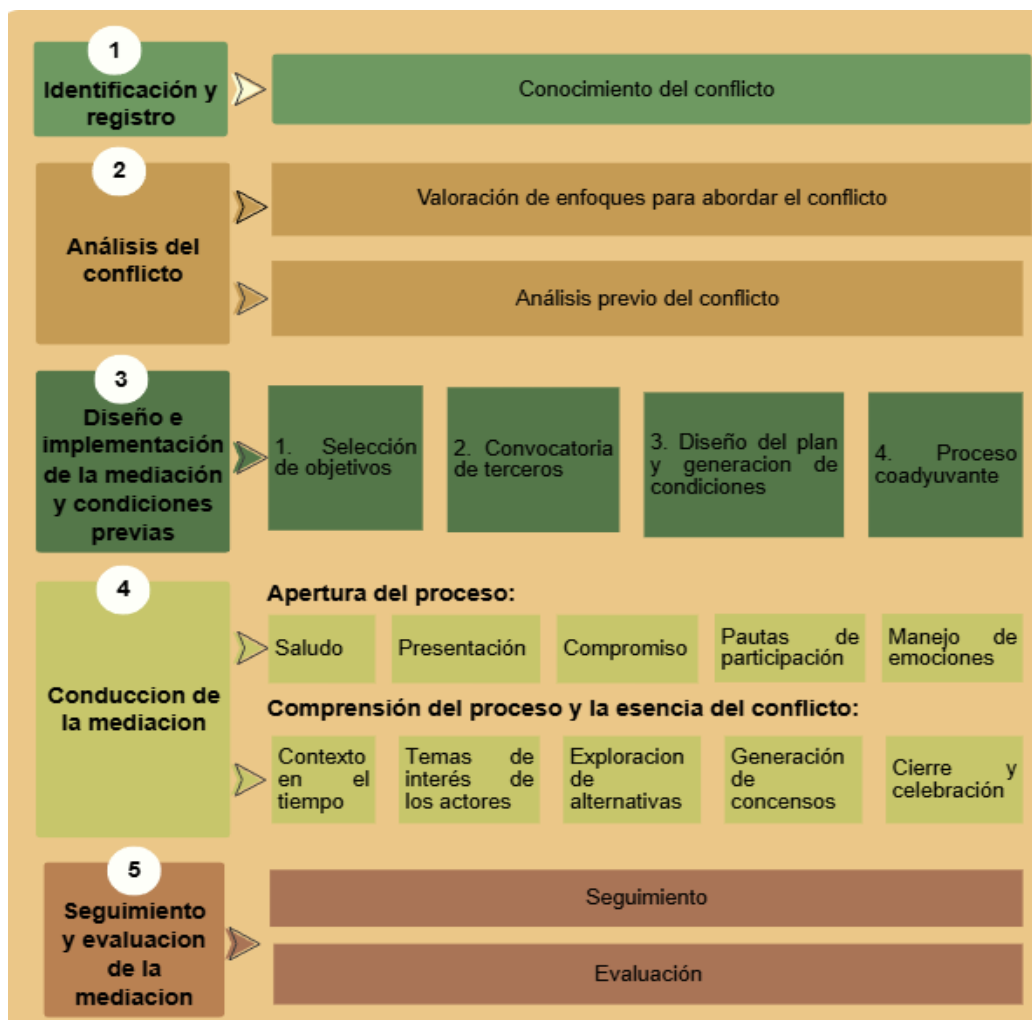 1
Identificación y
registro
Conocimiento del conflicto
2
Análisis del
conflicto
Valoración de enfoques para abordar el conflicto
Análisis previo del conflicto
3
Diseño e
implementación
de la mediación
y condiciones
previas
1. Selección
de objetivos
2. Convocatoria
de terceros
3. Diseño del plan
y generacion de
condiciones
4. Proceso
coadyuvante
4
Conduccion de
la mediacion
Apertura del proceso:
Saludo
Presentación
Compromiso
Pautas de
participación
Manejo de
emociones
Comprensión del proceso y la esencia del conflicto:
Contexto
en el
tiempo
Temas de
interés de
los actores
Exploracion
de
alternativas
Generación
de
concensos
Cierre y
celebración
5
Seguimiento
y evaluacion
de la
mediacion
Seguimiento
Evaluación